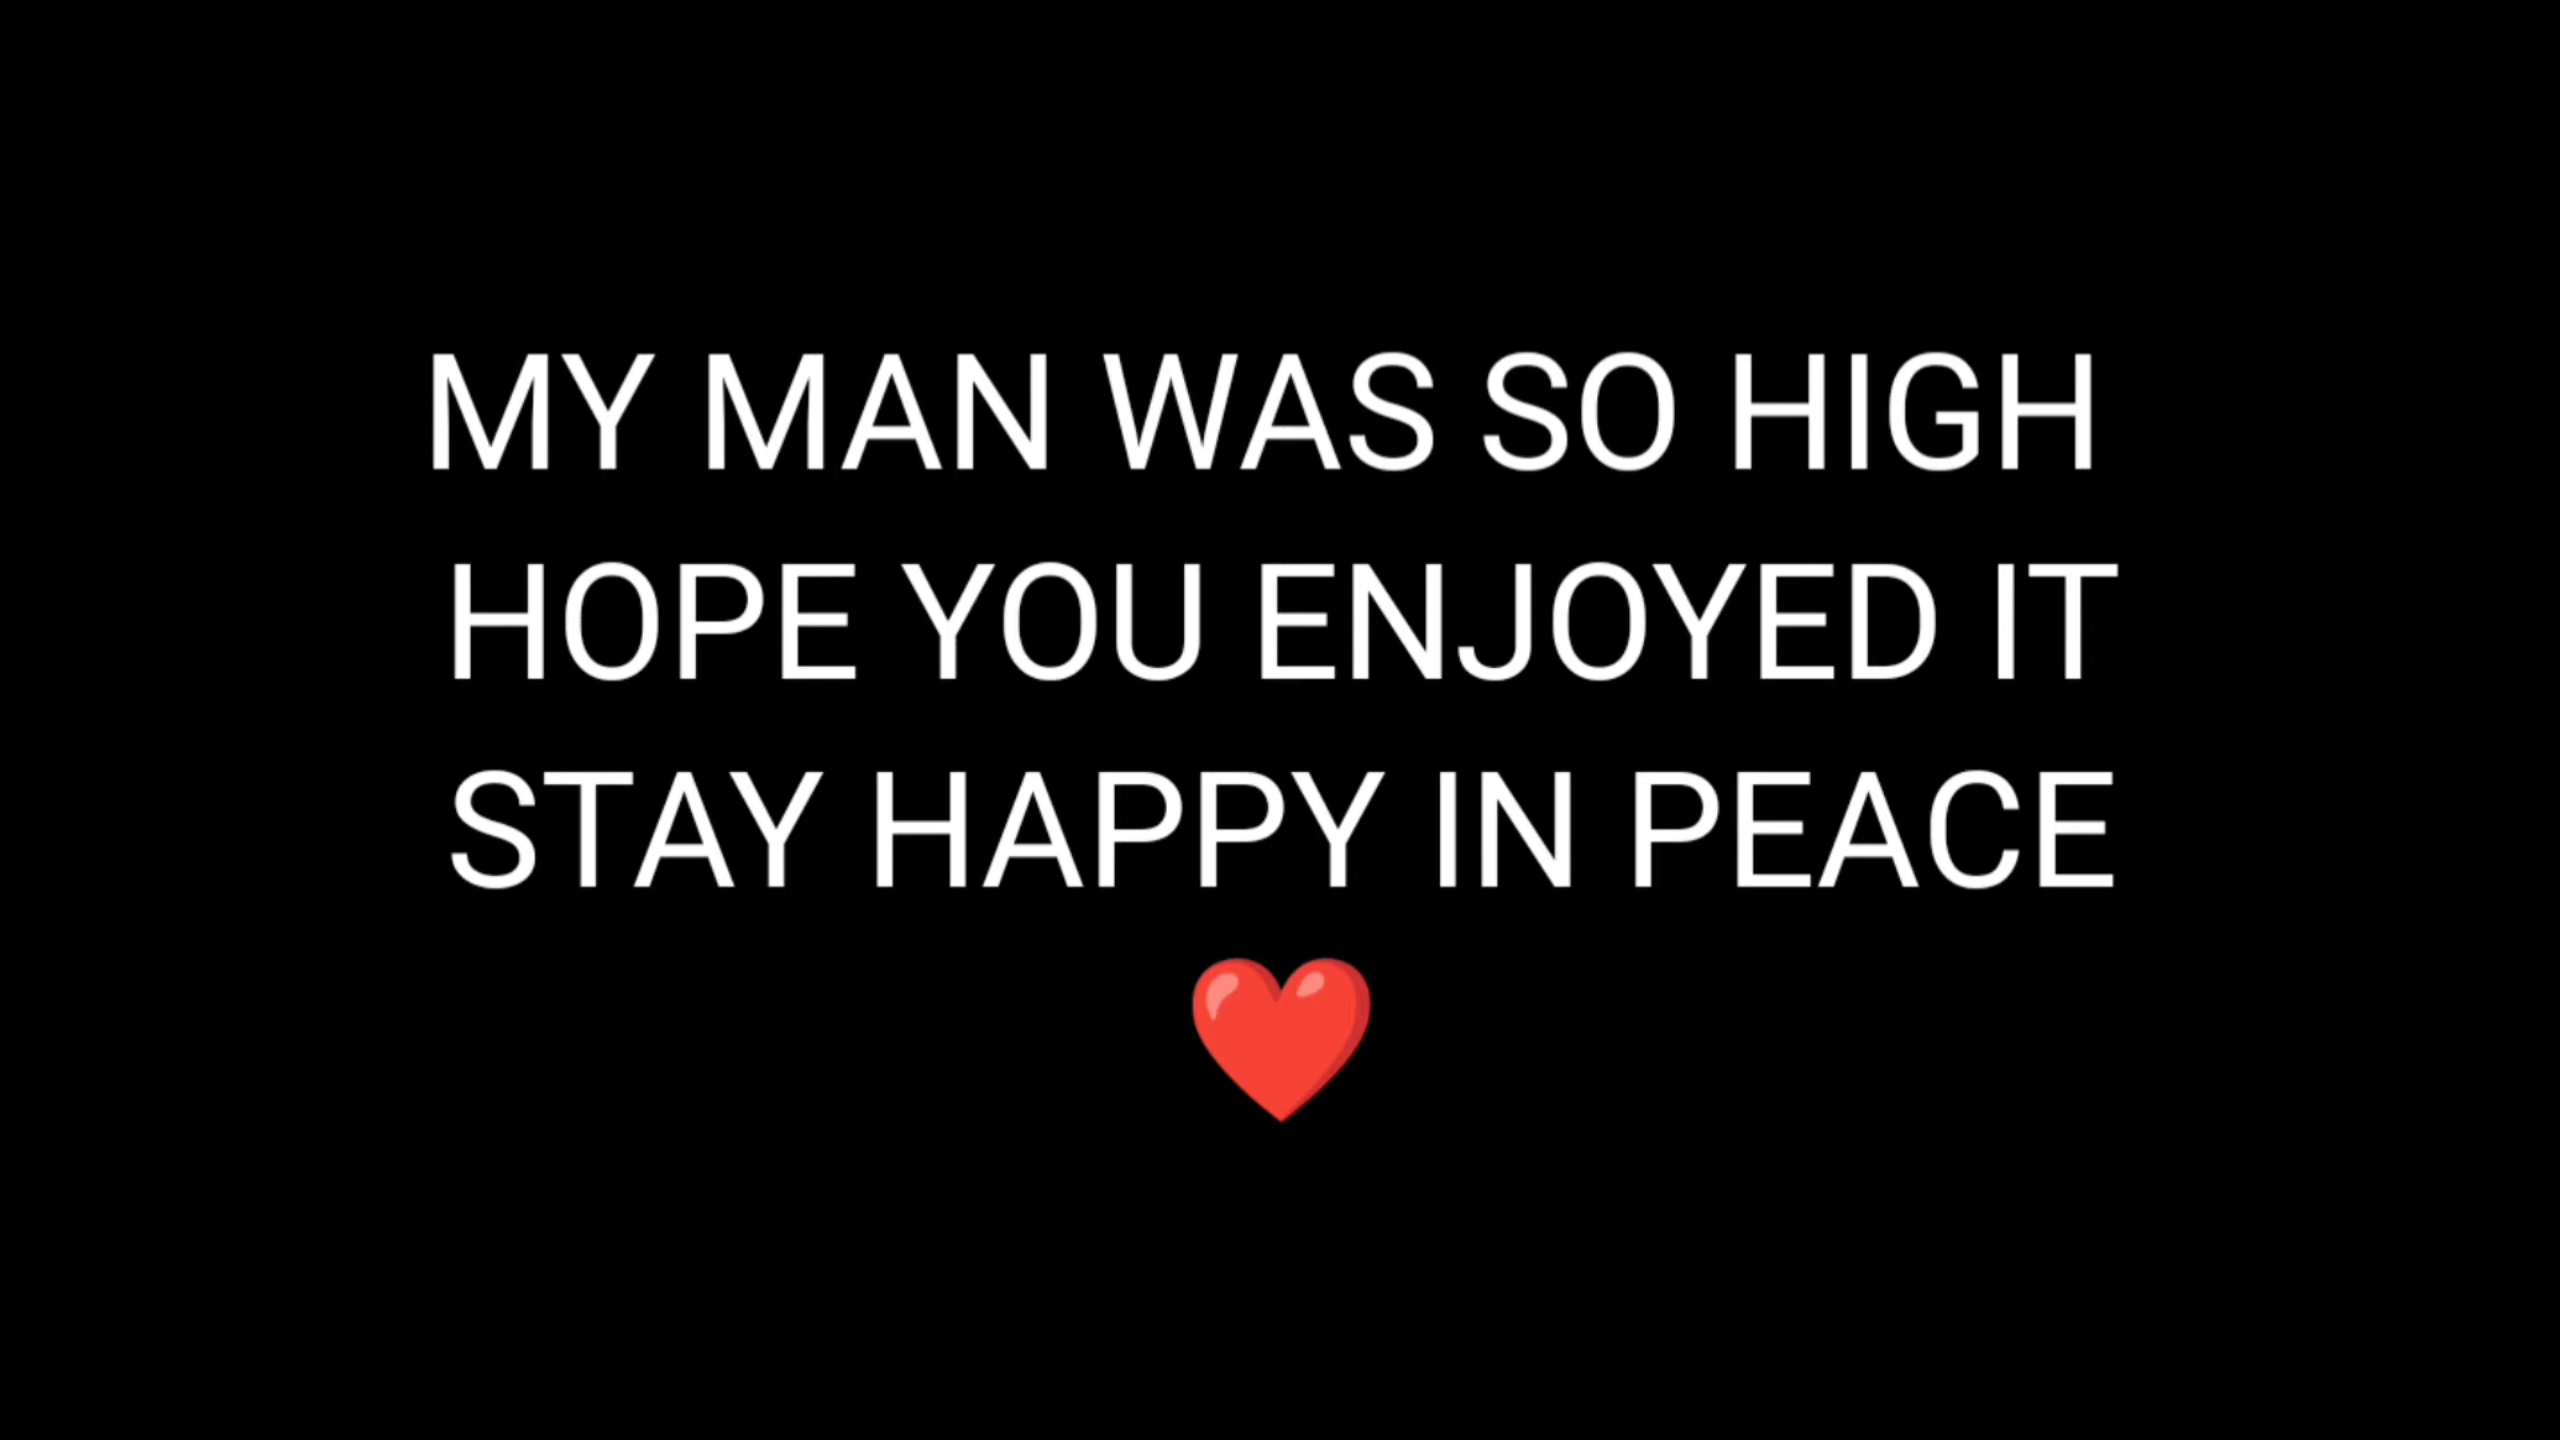 MY MAN WAS SO HIGH
HOPE YOU ENJOYED IT
STAY HAPPY IN PEACE
❤️